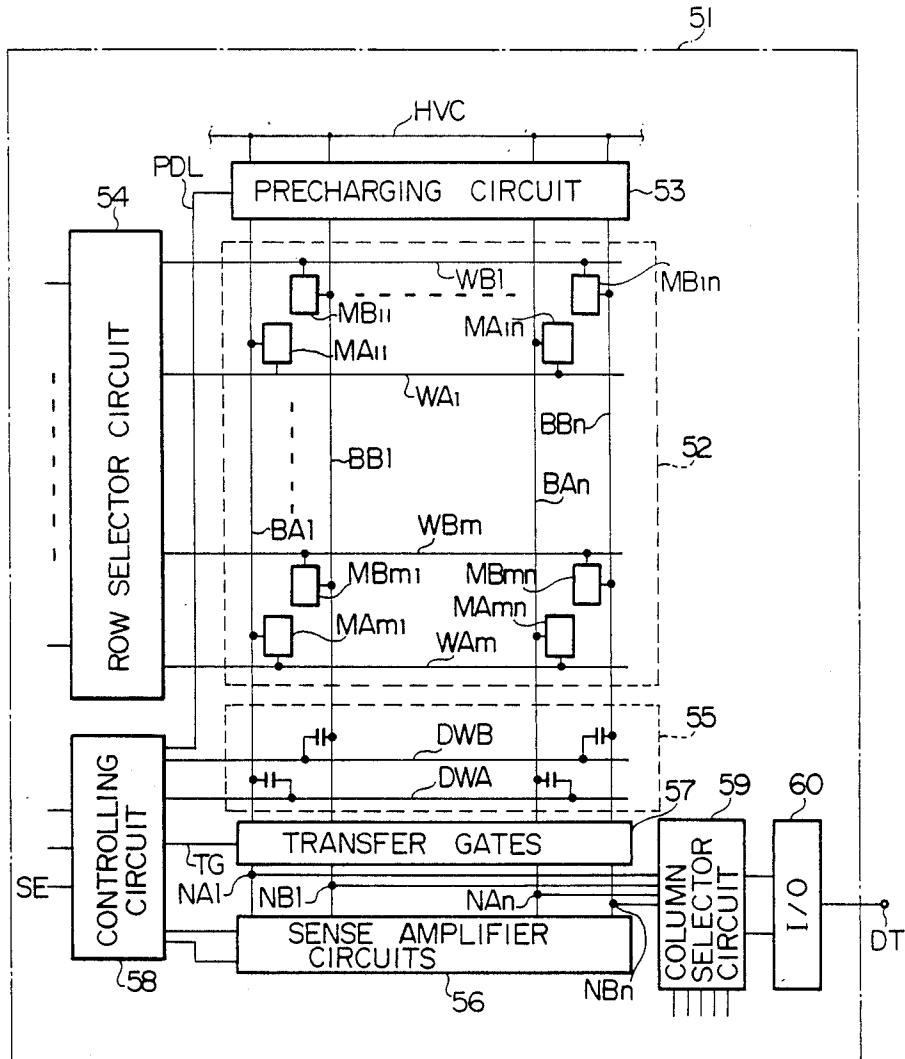 51
HVC
PDL
PRECHARGING CIRCUIT
53
54
ROW SELECTOR CIRCUIT
WB1
MB11
MB1n
MA1n
MA11
WA1
BBn
BB1
52
BAn
BA1
WBm
MBm1
MBmn
MAmn
MAm1
WAm
55
DWB
DWA
57
59
60
CONTROLLING
CIRCUIT
TRANSFER GATES
TG
SE
NA1
NB1
NAn
COLUMN
SELECTOR
CIRCUIT
I/O
DT
SENSE AMPLIFIER
CIRCUITS
58
56
NBn